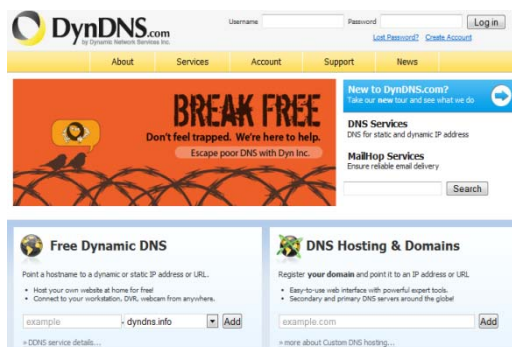 DynDNS.com
by Dynamic Network Services Inc.
Username
Password
Log in
Lost Password? Create Account
About Services Account Support News
BREAK FREE
Don't feel trapped. We're here to help.
Escape poor DNS with Dyn Inc.
New to DynDNS.com?
Take our new tour and see what we do
DNS Services
DNS for static and dynamic IP address
MailHop Services
Ensure reliable email delivery
Search
Free Dynamic DNS
Point a hostname to a dynamic or static IP address or URL.
• Host your own website at home for free!
• Connect to your workstation, DVR, webcam from anywhere.
example . dyndns.info Add
» DDNS service details...
DNS Hosting & Domains
Register your domain and point it to an IP address or URL
• Easy-to-use web interface with powerful expert tools.
• Secondary and primary DNS servers around the globe!
example.com Add
» more about Custom DNS hosting...